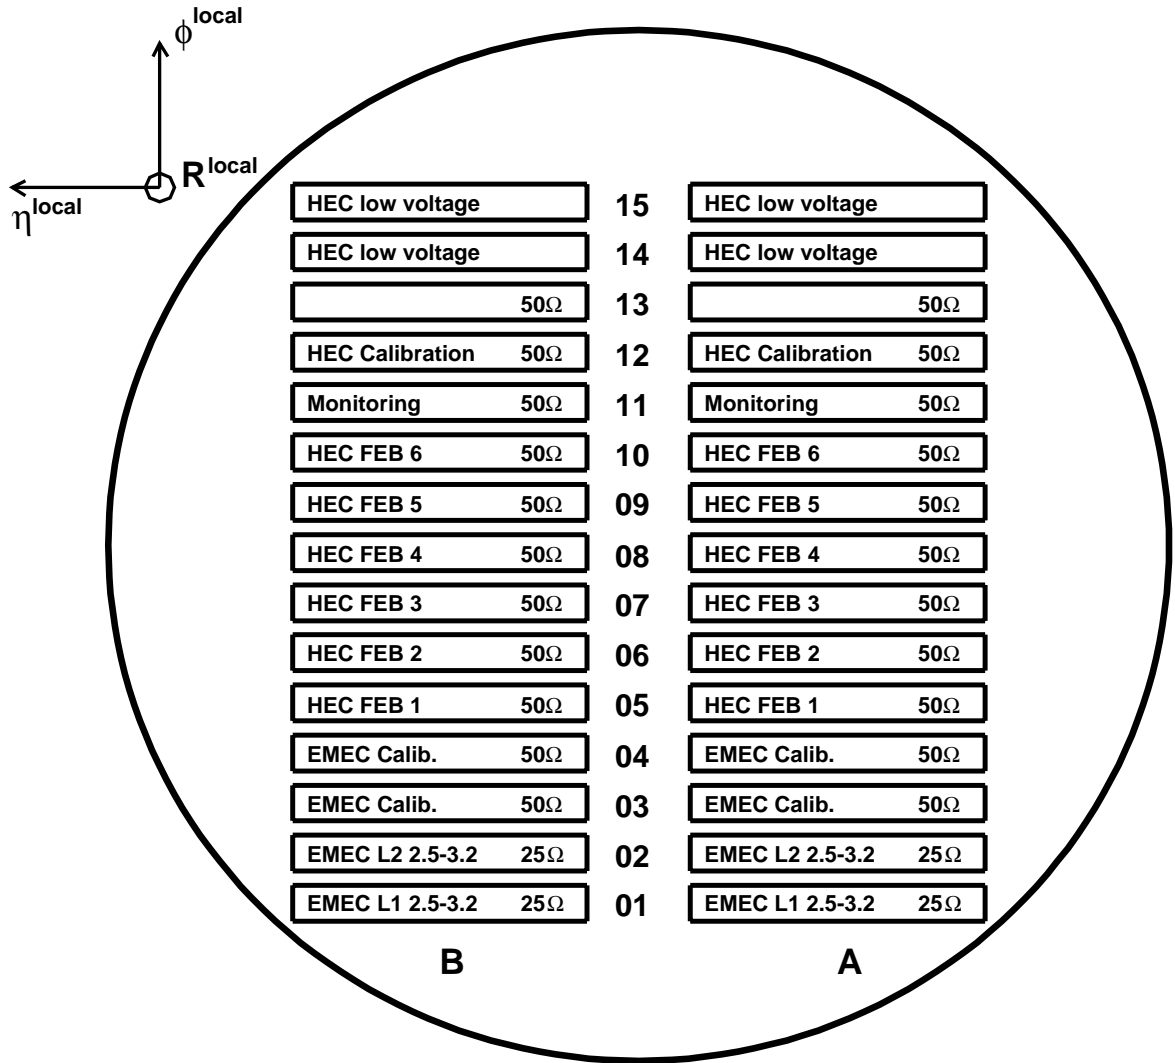 ϕlocal
Rlocal
ηlocal
HEC low voltage 15 HEC low voltage
HEC low voltage 14 HEC low voltage
50Ω 13 50Ω
HEC Calibration 50Ω 12 HEC Calibration 50Ω
Monitoring 50Ω 11 Monitoring 50Ω
HEC FEB 6 50Ω 10 HEC FEB 6 50Ω
HEC FEB 5 50Ω 09 HEC FEB 5 50Ω
HEC FEB 4 50Ω 08 HEC FEB 4 50Ω
HEC FEB 3 50Ω 07 HEC FEB 3 50Ω
HEC FEB 2 50Ω 06 HEC FEB 2 50Ω
HEC FEB 1 50Ω 05 HEC FEB 1 50Ω
EMEC Calib. 50Ω 04 EMEC Calib. 50Ω
EMEC Calib. 50Ω 03 EMEC Calib. 50Ω
EMEC L2 2.5-3.2 25Ω 02 EMEC L2 2.5-3.2 25Ω
EMEC L1 2.5-3.2 25Ω 01 EMEC L1 2.5-3.2 25Ω
B A